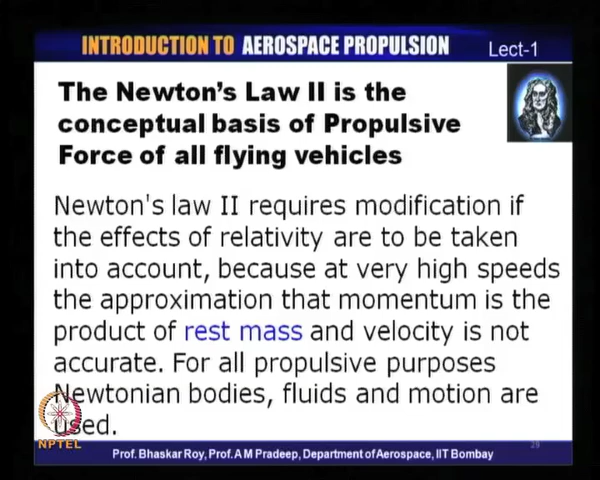 INTRODUCTION TO AEROSPACE PROPULSION Lect-1
The Newton's Law II is the
conceptual basis of Propulsive
Force of all flying vehicles
Newton's law II requires modification if
the effects of relativity are to be taken
into account, because at very high speeds
the approximation that momentum is the
product of rest mass and velocity is not
accurate. For all propulsive purposes
Newtonian bodies, fluids and motion are
used.
NPTEL
29
Prof. Bhaskar Roy, Prof. A M Pradeep, Department of Aerospace, IIT Bombay